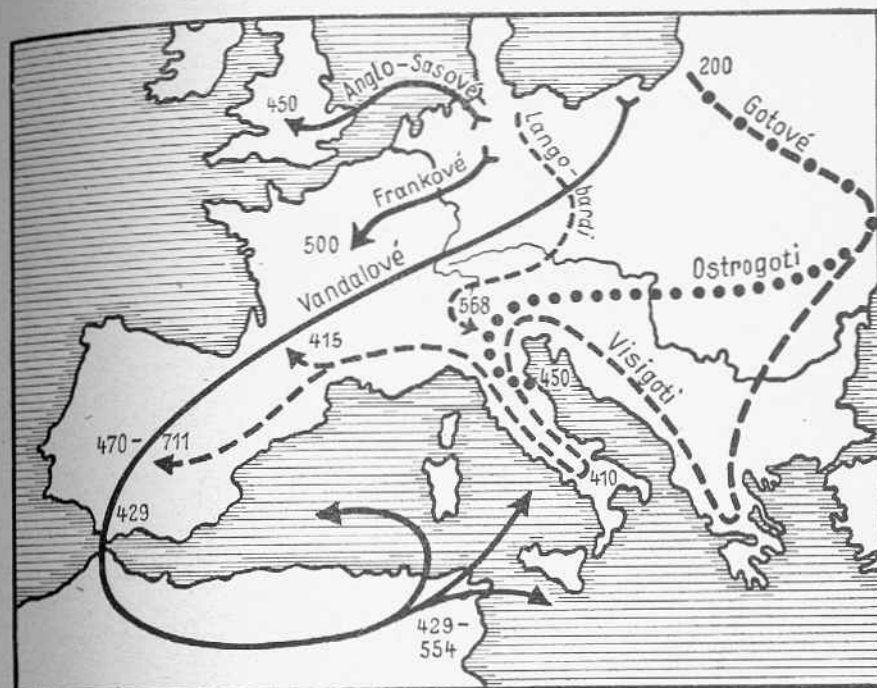 200
Gotové
Anglo-Sasové
450
Lango-
bardi
Frankové
500
Vandalové
Ostrogoti
568
Visigoti
415
450
470-
711
410
429
429-
554